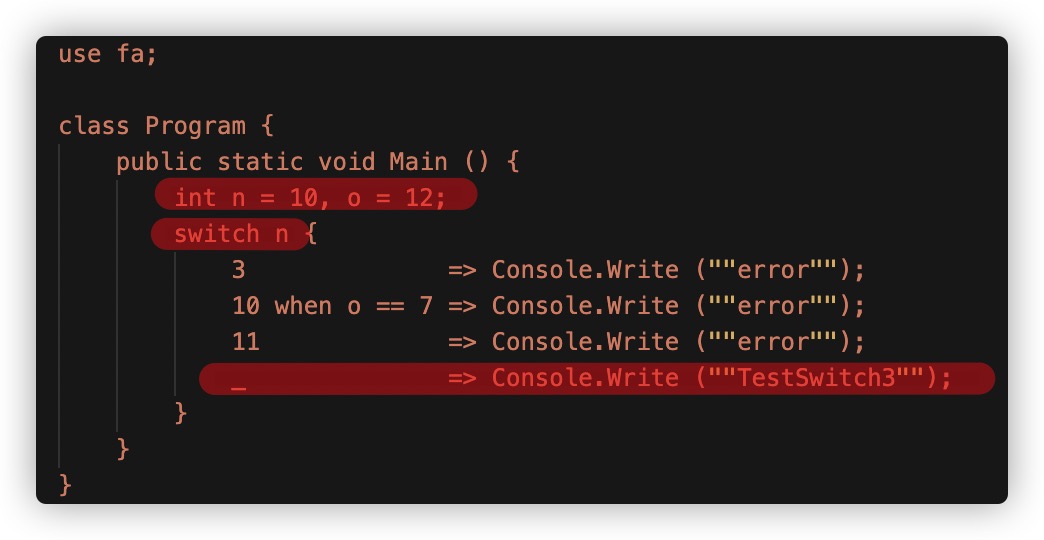 use fa;
class Program {
    public static void Main () {
        int n = 10, o = 12;
        switch n {
            3              => Console.Write (""error"");
            10 when o == 7 => Console.Write (""error"");
            11             => Console.Write (""error"");
            _              => Console.Write (""TestSwitch3"");
        }
    }
}